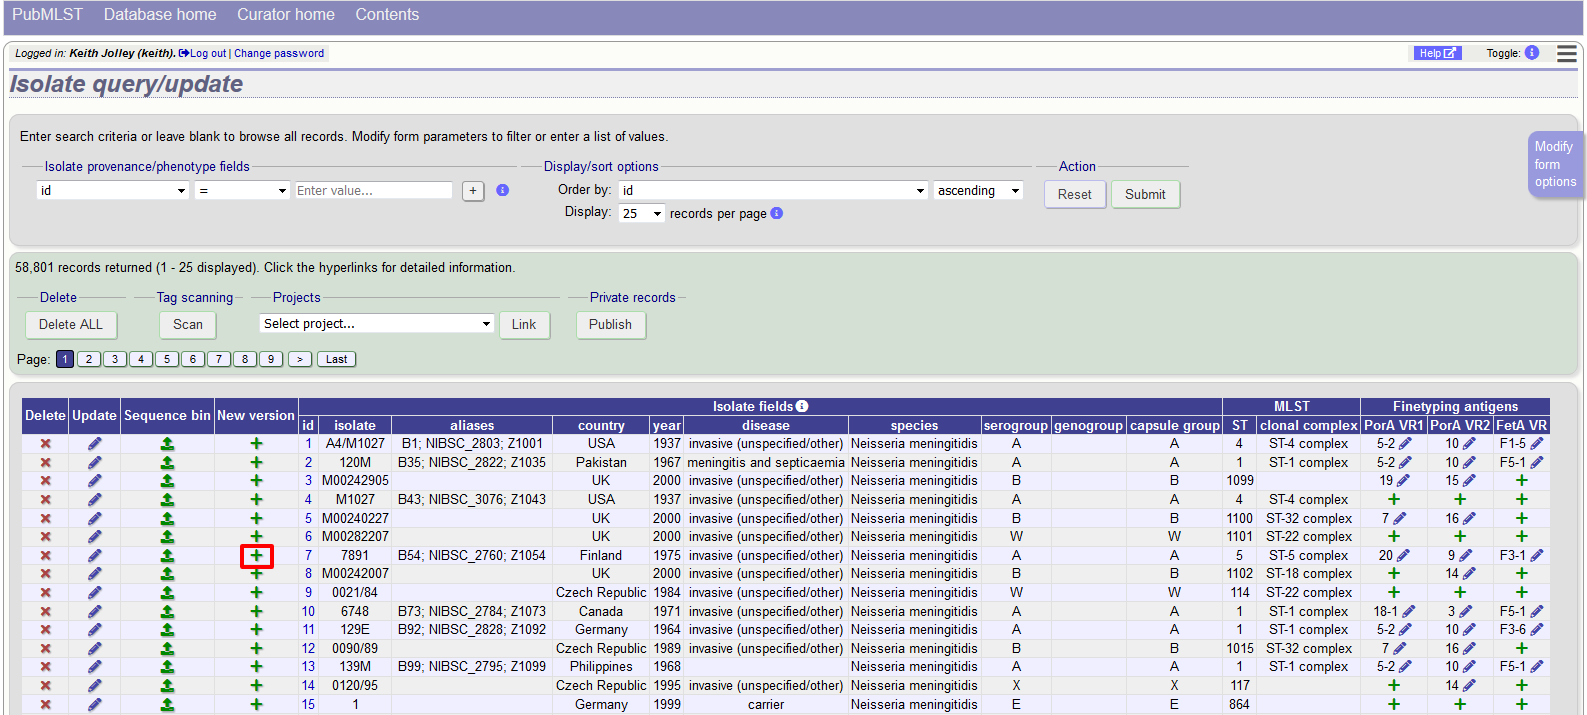 PubMLST Database home Curator home Contents
Logged in: Keith Jolley (keith). Log out | Change password Help Toggle:
Isolate query/update
Enter search criteria or leave blank to browse all records. Modify form parameters to filter or enter a list of values.
Modify form options
Isolate provenance/phenotype fields Display/sort options Action
id = Enter value... + Order by: id ascending Reset Submit
Display: 25 records per page
58,801 records returned (1 - 25 displayed). Click the hyperlinks for detailed information.
Delete Tag scanning Projects Private records
Delete ALL Scan Select project... Link Publish
Page: 1 2 3 4 5 6 7 8 9 > Last
Delete Update Sequence bin New version Isolate fields MLST Finetyping antigens
id isolate aliases country year disease species serogroup genogroup capsule group ST clonal complex PorA VR1 PorA VR2 FetA VR
1 A4/M1027 B1; NIBSC_2803; Z1001 USA 1937 invasive (unspecified/other) Neisseria meningitidis A A 4 ST-4 complex 5-2 10 F1-5
2 120M B35; NIBSC_2822; Z1035 Pakistan 1967 meningitis and septicaemia Neisseria meningitidis A A 1 ST-1 complex 5-2 10 F5-1
3 M00242905 UK 2000 invasive (unspecified/other) Neisseria meningitidis B B 1099 19 15
4 M1027 B43; NIBSC_3076; Z1043 USA 1937 invasive (unspecified/other) Neisseria meningitidis A A 4 ST-4 complex
5 M00240227 UK 2000 invasive (unspecified/other) Neisseria meningitidis B B 1100 ST-32 complex 7 16
6 M00282207 UK 2000 invasive (unspecified/other) Neisseria meningitidis W W 1101 ST-22 complex
7 7891 B54; NIBSC_2760; Z1054 Finland 1975 invasive (unspecified/other) Neisseria meningitidis A A 5 ST-5 complex 20 9 F3-1
8 M00242007 UK 2000 invasive (unspecified/other) Neisseria meningitidis B B 1102 ST-18 complex 14
9 0021/84 Czech Republic 1984 invasive (unspecified/other) Neisseria meningitidis W W 114 ST-22 complex
10 6748 B73; NIBSC_2784; Z1073 Canada 1971 invasive (unspecified/other) Neisseria meningitidis A A 1 ST-1 complex 18-1 3 F5-1
11 129E B92; NIBSC_2828; Z1092 Germany 1964 invasive (unspecified/other) Neisseria meningitidis A A 1 ST-1 complex 5-2 10 F3-6
12 0090/89 Czech Republic 1989 invasive (unspecified/other) Neisseria meningitidis B B 1015 ST-32 complex 7 16
13 139M B99; NIBSC_2795; Z1099 Philippines 1968 Neisseria meningitidis A A 1 ST-1 complex 5-2 10 F5-1
14 0120/95 Czech Republic 1995 invasive (unspecified/other) Neisseria meningitidis X X 117 14
15 1 Germany 1999 carrier Neisseria meningitidis E E 864